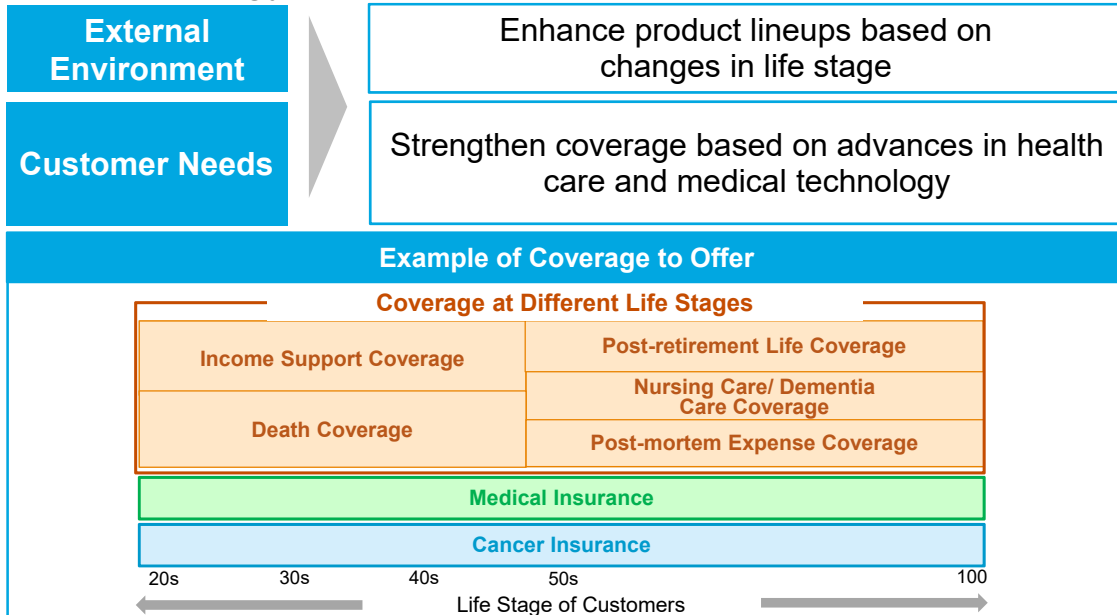 External
Environment
Enhance product lineups based on
changes in life stage
Customer Needs
Strengthen coverage based on advances in health
care and medical technology
Example of Coverage to Offer
Coverage at Different Life Stages
Income Support Coverage
Death Coverage
Post-retirement Life Coverage
Nursing Care/ Dementia
Care Coverage
Post-mortem Expense Coverage
Medical Insurance
Cancer Insurance
20s 30s 40s 50s 100
Life Stage of Customers